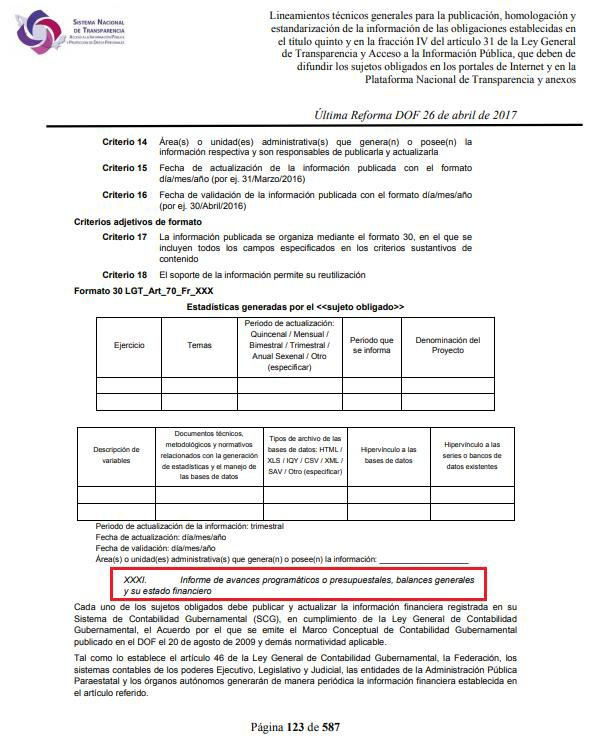 SISTEMA NACIONAL
DE TRANSPARENCIA
ACCESO A LA INFORMACIÓN PÚBLICA
Y PROTECCIÓN DE DATOS PERSONALES
Lineamientos técnicos generales para la publicación, homologación y
estandarización de la información de las obligaciones establecidas en
el título quinto y en la fracción IV del artículo 31 de la Ley General
de Transparencia y Acceso a la Información Pública, que deben de
difundir los sujetos obligados en los portales de Internet y en la
Plataforma Nacional de Transparencia y anexos
Última Reforma DOF 26 de abril de 2017
Criterio 14 Área(s) o unidad(es) administrativa(s) que genera(n) o posee(n) la
información respectiva y son responsables de publicarla y actualizarla
Criterio 15 Fecha de actualización de la información publicada con el formato
día/mes/año (por ej. 31/Marzo/2016)
Criterio 16 Fecha de validación de la información publicada con el formato día/mes/año
(por ej. 30/Abril/2016)
Criterios adjetivos de formato
Criterio 17 La información publicada se organiza mediante el formato 30, en el que se
incluyen todos los campos especificados en los criterios sustantivos de
contenido
Criterio 18 El soporte de la información permite su reutilización
Formato 30 LGT_Art_70_Fr_XXX
Estadísticas generadas por el <<sujeto obligado>>
Ejercicio
Temas
Periodo de actualización:
Quincenal / Mensual /
Bimestral / Trimestral /
Anual Sexenal / Otro
(especificar)
Periodo que
se informa
Denominación del
Proyecto
Descripción de
variables
Documentos técnicos,
metodológicos y normativos
relacionados con la generación
de estadísticas y el manejo de
las bases de datos
Tipos de archivo de las
bases de datos: HTML /
XLS / IQY / CSV / XML /
SAV / Otro (especificar)
Hipervínculo a las
bases de datos
Hipervínculo a las
series o bancos de
datos existentes
Periodo de actualización de la información: trimestral
Fecha de actualización: día/mes/año
Fecha de validación: día/mes/año
Área(s) o unidad(es) administrativa(s) que genera(n) o posee(n) la información: ____________________
XXXI. Informe de avances programáticos o presupuestales, balances generales
y su estado financiero
Cada uno de los sujetos obligados debe publicar y actualizar la información financiera registrada en su
Sistema de Contabilidad Gubernamental (SCG), en cumplimiento de la Ley General de Contabilidad
Gubernamental, el Acuerdo por el que se emite el Marco Conceptual de Contabilidad Gubernamental
publicado en el DOF el 20 de agosto de 2009 y demás normatividad aplicable.
Tal como lo establece el artículo 46 de la Ley General de Contabilidad Gubernamental, la Federación, los
sistemas contables de los poderes Ejecutivo, Legislativo y Judicial, las entidades de la Administración Pública
Paraestatal y los órganos autónomos generarán de manera periódica la información financiera establecida en
el artículo referido.
Página 123 de 587